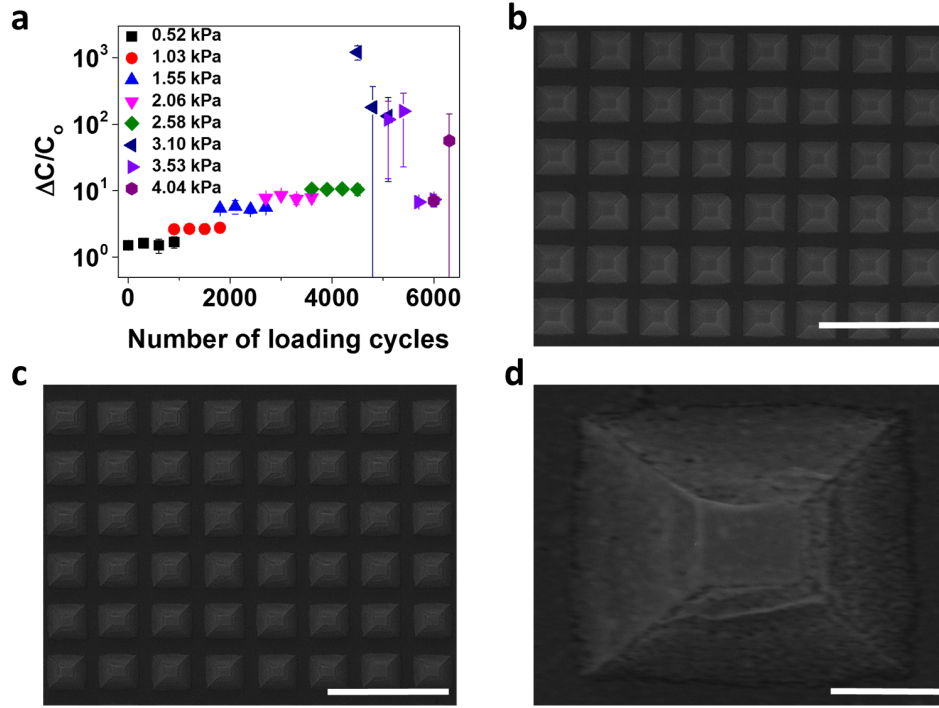 a
0.52 kPa
1.03 kPa
1.55 kPa
2.06 kPa
2.58 kPa
3.10 kPa
3.53 kPa
4.04 kPa
10³
10²
10¹
10⁰
ΔC/Cₒ
0 2000 4000 6000
Number of loading cycles
b
c
d